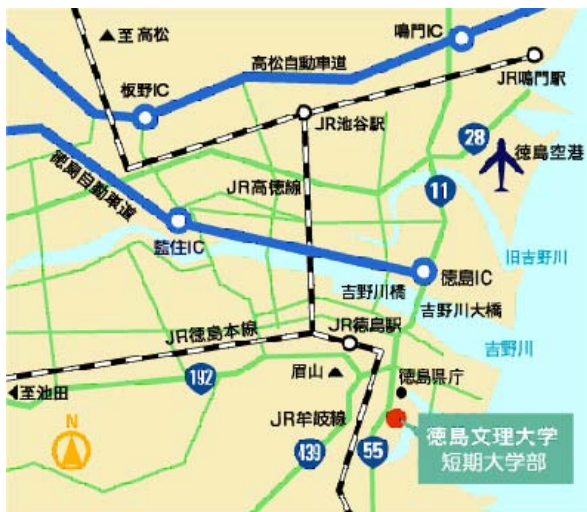 ▲至高松
鳴門IC
高松自動車道
板野IC
JR鳴門駅
JR池谷駅
28
徳島空港
JR高徳線
徳島自動車道
11
藍住IC
旧吉野川
徳島IC
吉野川橋
吉野川大橋
JR徳島本線
JR徳島駅
吉野川
192
眉山▲
徳島県庁
◀至池田
N
JR牟岐線
徳島文理大学
短期大学部
439
55